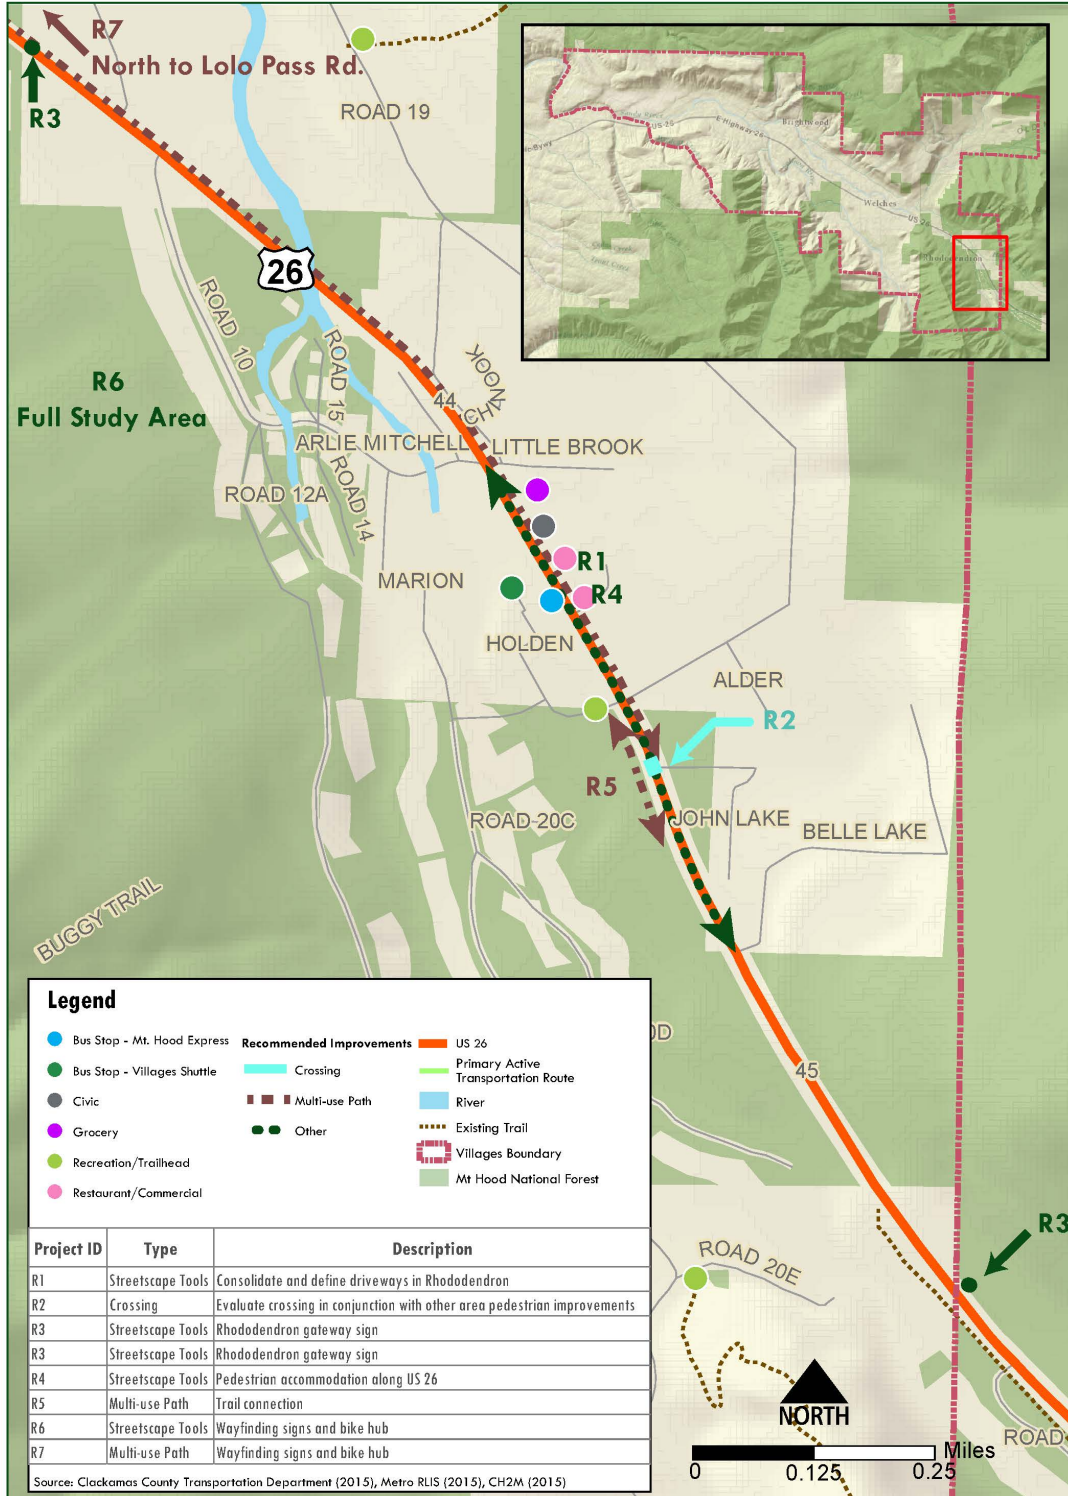 R7
North to Lolo Pass Rd.
R3
ROAD 19
US 26
E Highway 26
Brightwood
Welches
US 26
26
ROAD 10
ROAD 15
NOOK
44
R6
Full Study Area
ARLIE MITCHELL
LITTLE BROOK
ROAD 12A
ROAD 14
MARION
R1
R4
HOLDEN
ALDER
R2
R5
ROAD 20C
JOHN LAKE
BELLE LAKE
BUGGY TRAIL
45
R3
ROAD 20E
NORTH
ROAD
Miles
0
0.125
0.25
Legend
Bus Stop - Mt. Hood Express
Bus Stop - Villages Shuttle
Civic
Grocery
Recreation/Trailhead
Restaurant/Commercial
Recommended Improvements
Crossing
Multi-use Path
Other
US 26
Primary Active
Transportation Route
River
Existing Trail
Villages Boundary
Mt Hood National Forest
Project ID Type Description
R1 Streetscape Tools Consolidate and define driveways in Rhododendron
R2 Crossing Evaluate crossing in conjunction with other area pedestrian improvements
R3 Streetscape Tools Rhododendron gateway sign
R3 Streetscape Tools Rhododendron gateway sign
R4 Streetscape Tools Pedestrian accommodation along US 26
R5 Multi-use Path Trail connection
R6 Streetscape Tools Wayfinding signs and bike hub
R7 Multi-use Path Wayfinding signs and bike hub
Source: Clackamas County Transportation Department (2015), Metro RLIS (2015), CH2M (2015)